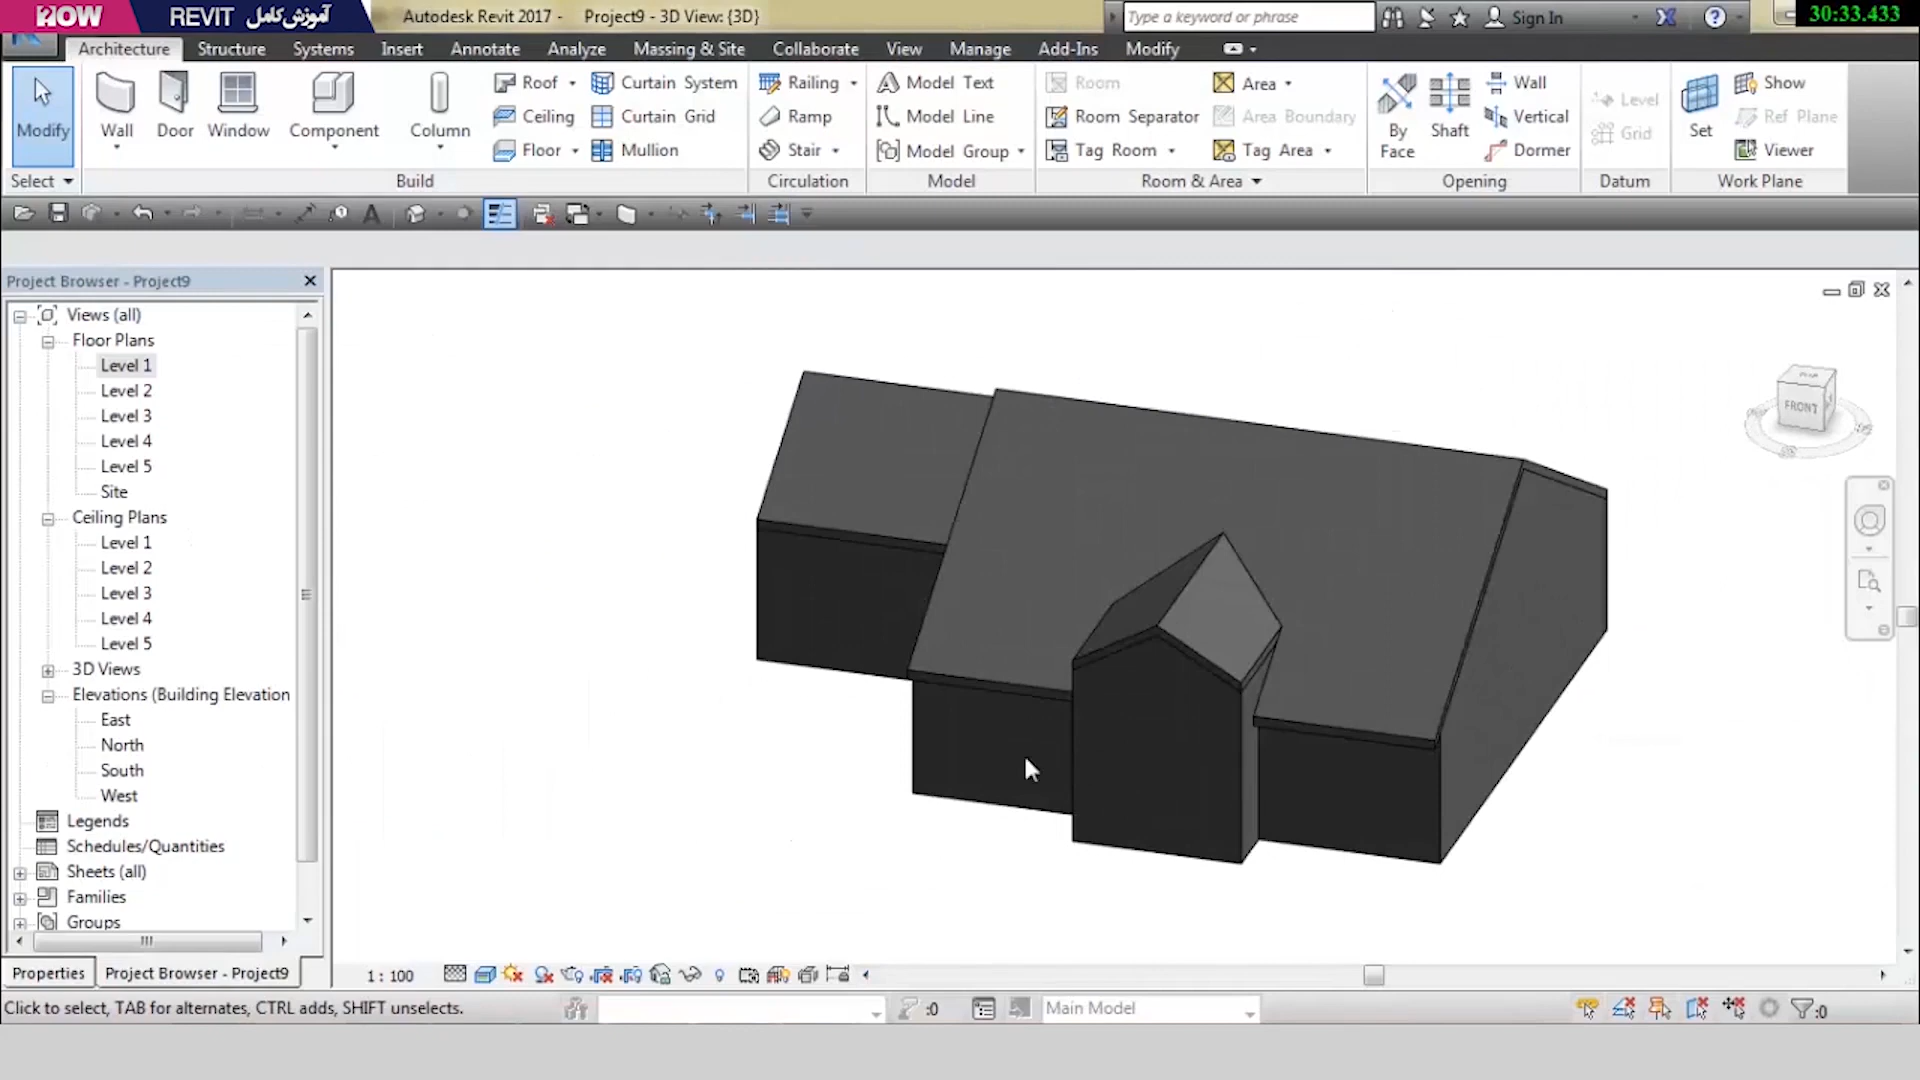 2OW REVIT آموزش کامل Autodesk Revit 2017 - Project9 - 3D View: {3D} Type a keyword or phrase Sign In 30:33.433
Architecture Structure Systems Insert Annotate Analyze Massing & Site Collaborate View Manage Add-Ins Modify
Modify Wall Door Window Component Column
Roof Curtain System Railing Model Text Room Area Wall Show
Ceiling Curtain Grid Ramp Model Line Room Separator Area Boundary By Face Shaft Vertical Level Grid Set Ref Plane
Floor Mullion Stair Model Group Tag Room Tag Area Dormer Viewer
Select Build Circulation Model Room & Area Opening Datum Work Plane
Project Browser - Project9
Views (all)
Floor Plans
Level 1
Level 2
Level 3
Level 4
Level 5
Site
Ceiling Plans
Level 1
Level 2
Level 3
Level 4
Level 5
3D Views
Elevations (Building Elevation
East
North
South
West
Legends
Schedules/Quantities
Sheets (all)
Families
Groups
FRONT
Properties Project Browser - Project9 1 : 100
Click to select, TAB for alternates, CTRL adds, SHIFT unselects. :0 Main Model :0